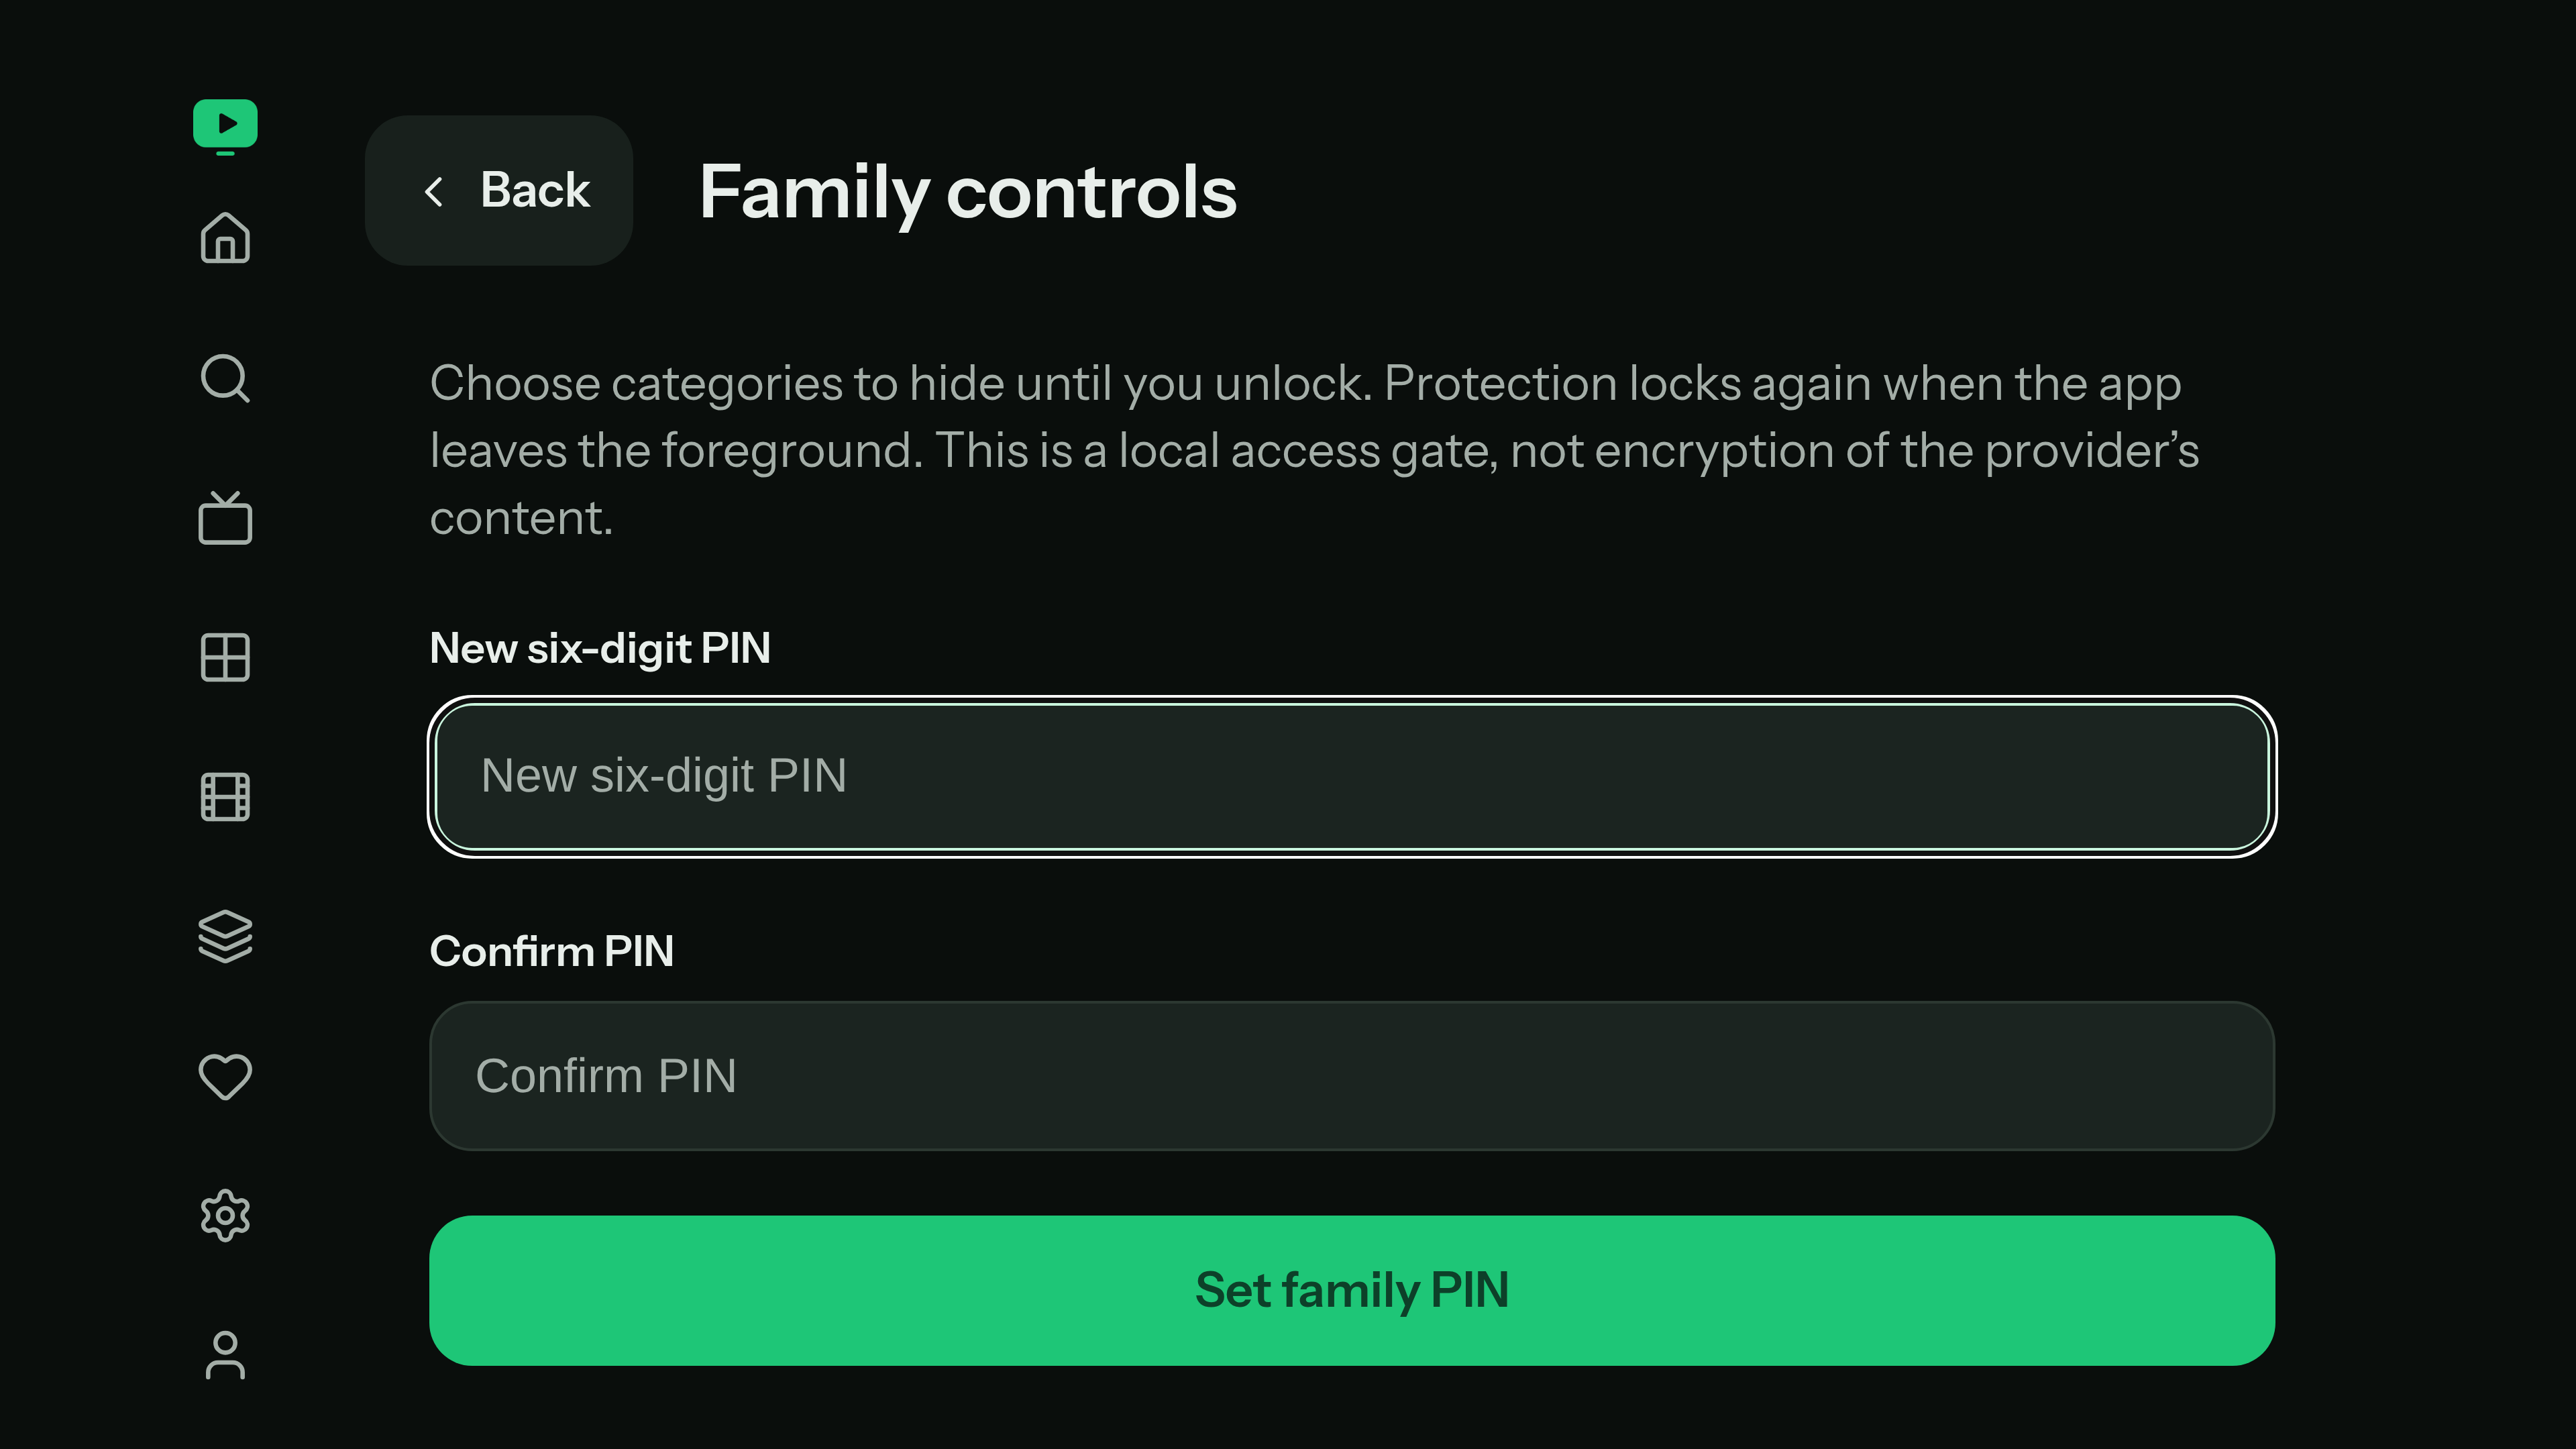 Back
Family controls
Choose categories to hide until you unlock. Protection locks again when the app
leaves the foreground. This is a local access gate, not encryption of the provider’s
content.
New six-digit PIN
New six-digit PIN
Confirm PIN
Confirm PIN
Set family PIN